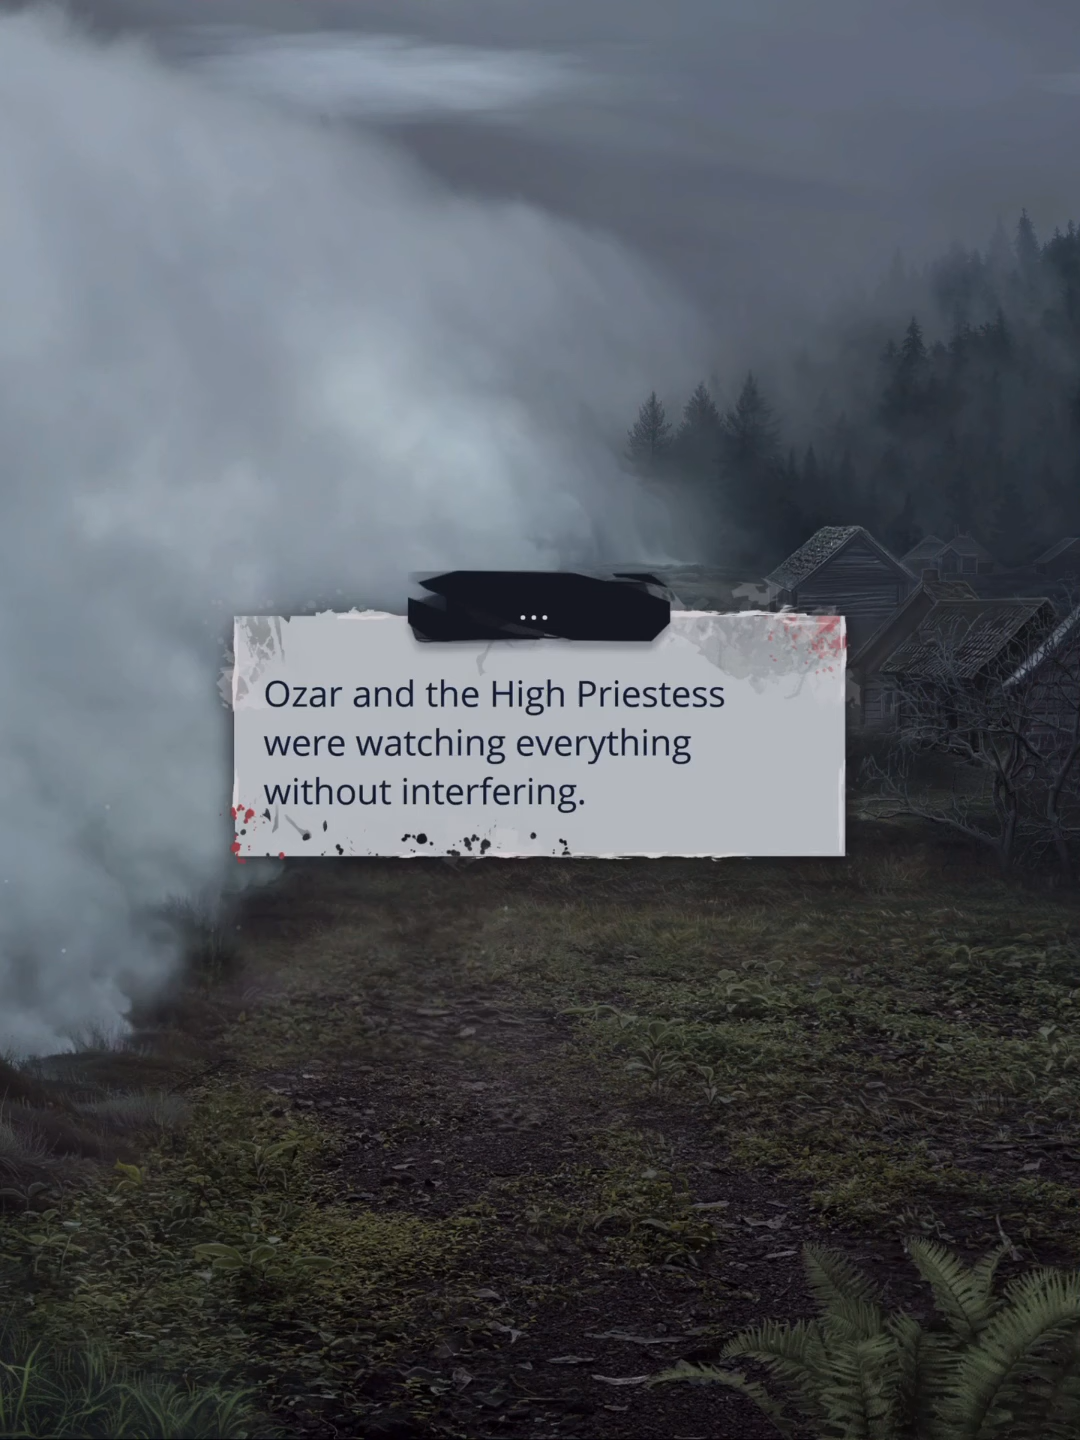 ...
Ozar and the High Priestess
were watching everything
without interfering.